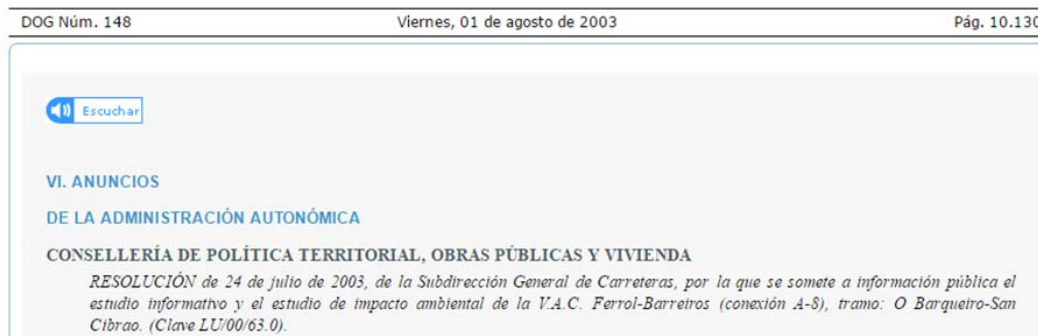 DOG Núm. 148 Viernes, 01 de agosto de 2003 Pág. 10.130
Escuchar
VI. ANUNCIOS
DE LA ADMINISTRACIÓN AUTONÓMICA
CONSELLERÍA DE POLÍTICA TERRITORIAL, OBRAS PÚBLICAS Y VIVIENDA
RESOLUCIÓN de 24 de julio de 2003, de la Subdirección General de Carreteras, por la que se somete a información pública el
estudio informativo y el estudio de impacto ambiental de la V.A.C. Ferrol-Barreiros (conexión A-8), tramo: O Barqueiro-San
Cibrao. (Clave LU/00/63.0).